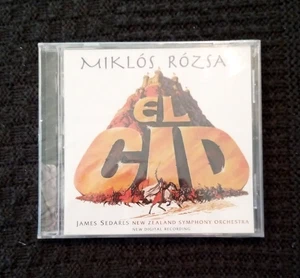 MIKLÓS RÓZSA
EL
CID
JAMES SEDARES NEW ZEALAND SYMPHONY ORCHESTRA
NEW DIGITAL RECORDING